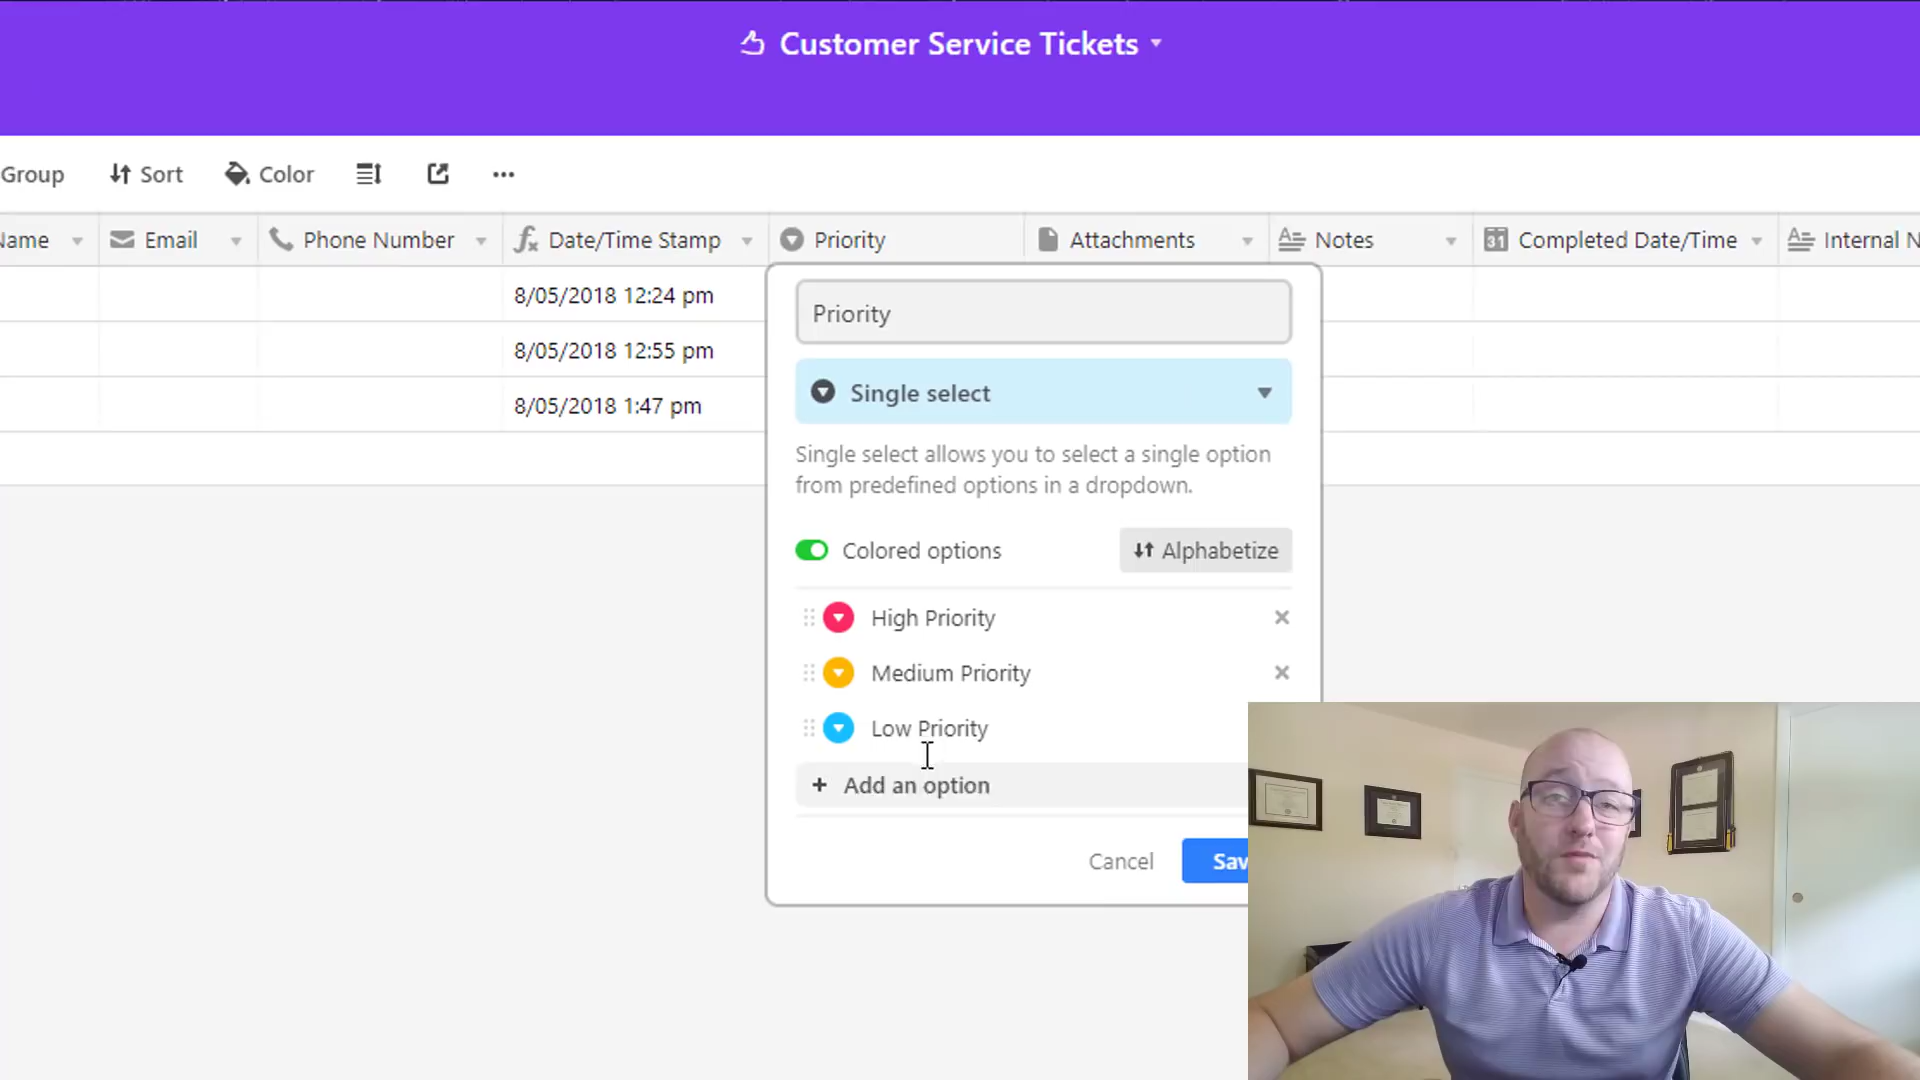 Customer Service Tickets
Group Sort Color
Name Email Phone Number Date/Time Stamp Priority Attachments Notes 31 Completed Date/Time Internal N
8/05/2018 12:24 pm
8/05/2018 12:55 pm
8/05/2018 1:47 pm
Priority
Single select
Single select allows you to select a single option
from predefined options in a dropdown.
Colored options Alphabetize
High Priority
Medium Priority
Low Priority
+ Add an option
Cancel Sav